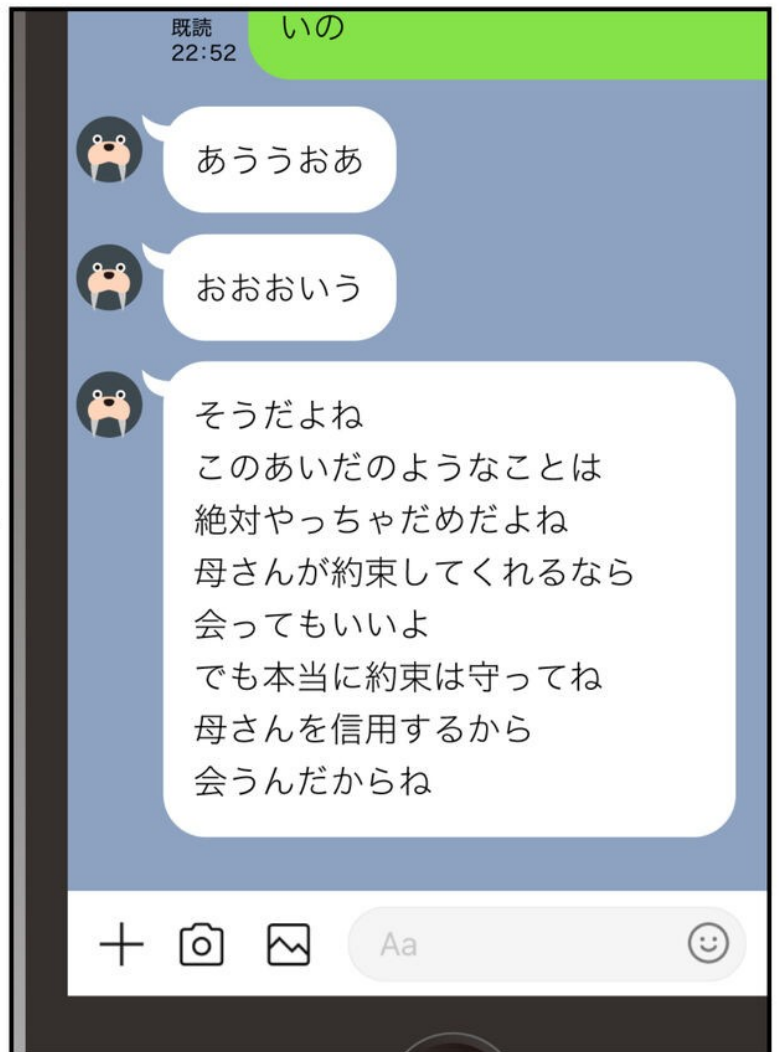 いの
既読
22:52
あううおあ
おおおいう
そうだよね
このあいだのようなことは
絶対やっちゃだめだよね
母さんが約束してくれるなら
会ってもいいよ
でも本当に約束は守ってね
母さんを信用するから
会うんだからね
Aa